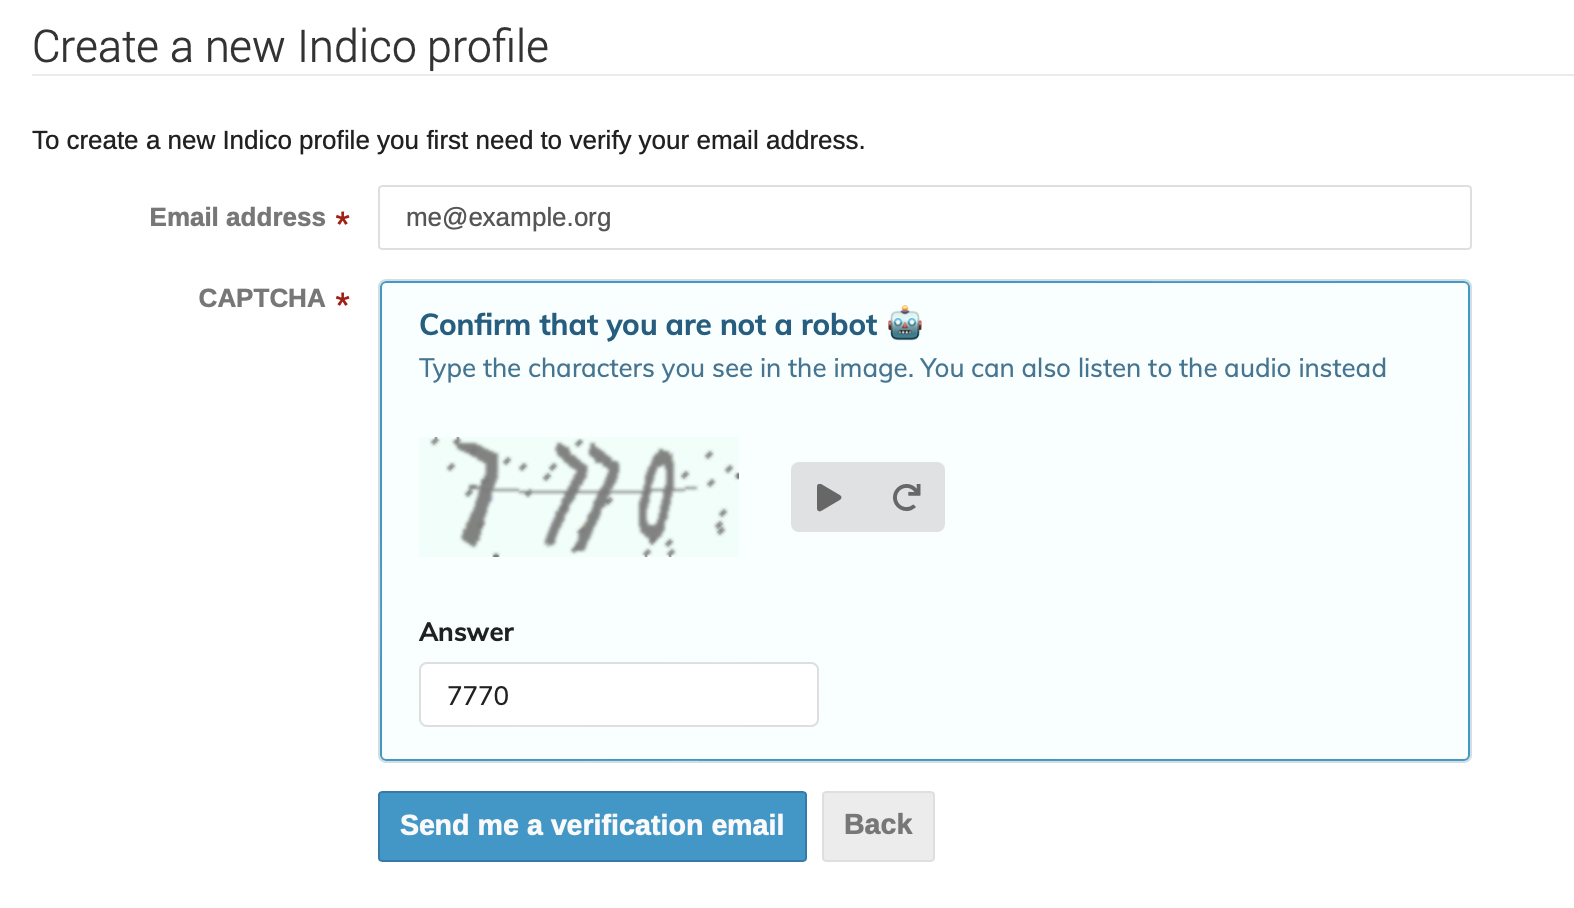 Create a new Indico profile
To create a new Indico profile you first need to verify your email address.
Email address *
me@example.org
CAPTCHA *
Confirm that you are not a robot 🤖
Type the characters you see in the image. You can also listen to the audio instead
7770
Answer
7770
Send me a verification email
Back